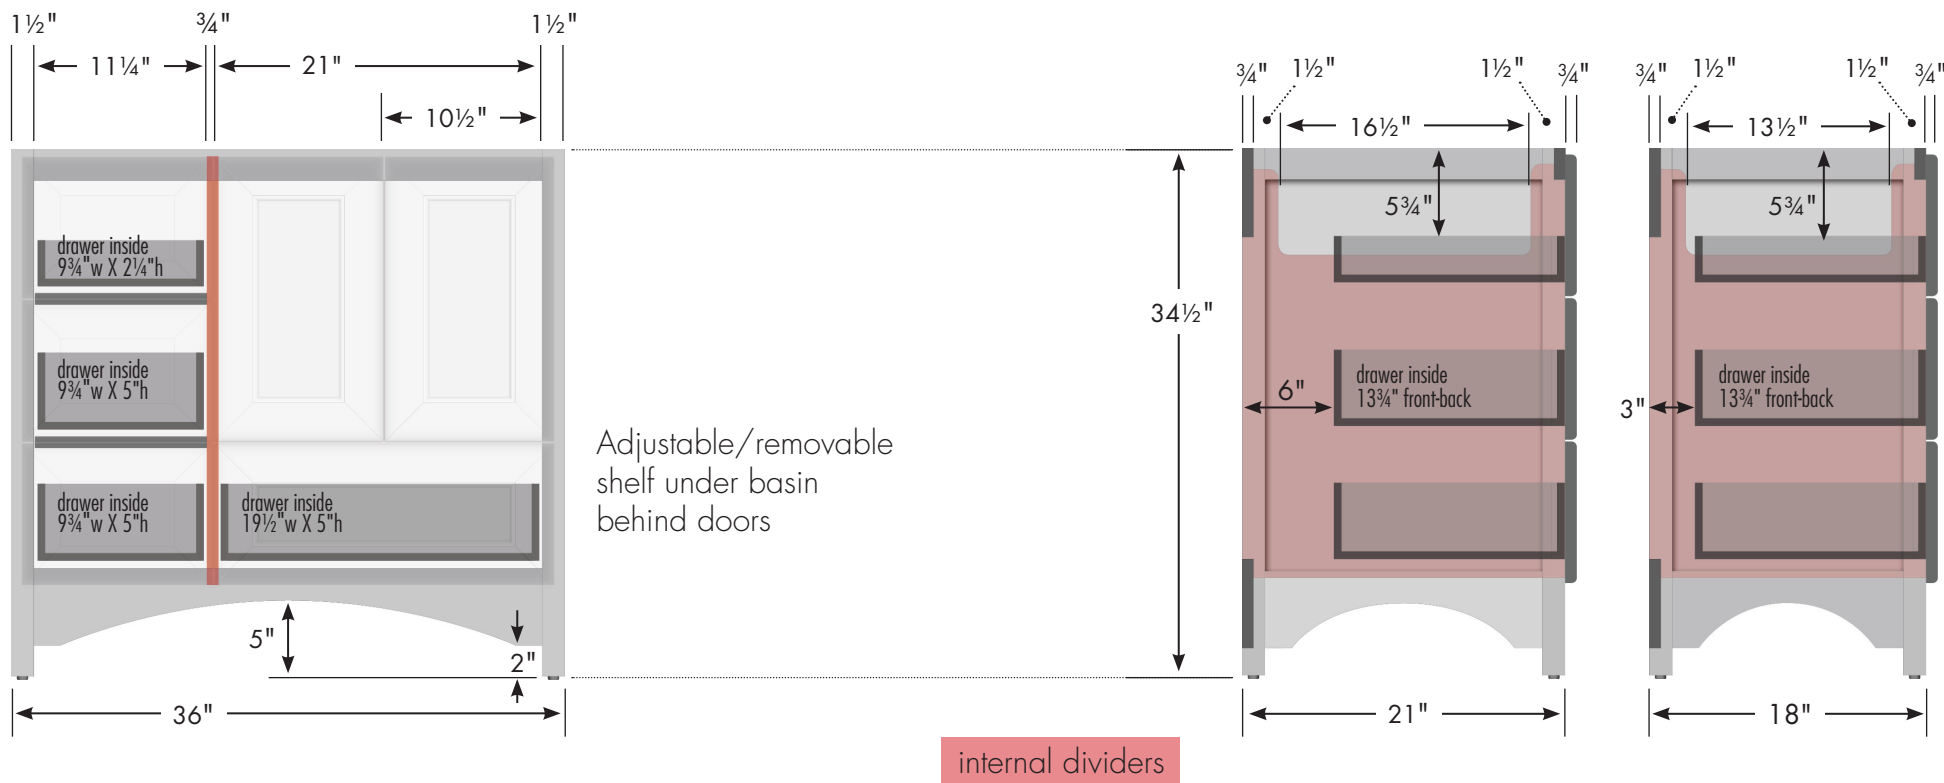 1½" ¾" 1½"
11¼" 21"
10½"
drawer inside
9¾"w X 2¼"h
drawer inside
9¾"w X 5"h
drawer inside
9¾"w X 5"h
drawer inside
19½"w X 5"h
5"
2"
36"
Adjustable/removable
shelf under basin
behind doors
34½"
¾" 1½" 1½" ¾"
16½"
5¾"
6"
drawer inside
13¾" front-back
21"
¾" 1½" 1½" ¾"
13½"
5¾"
3"
drawer inside
13¾" front-back
18"
internal dividers